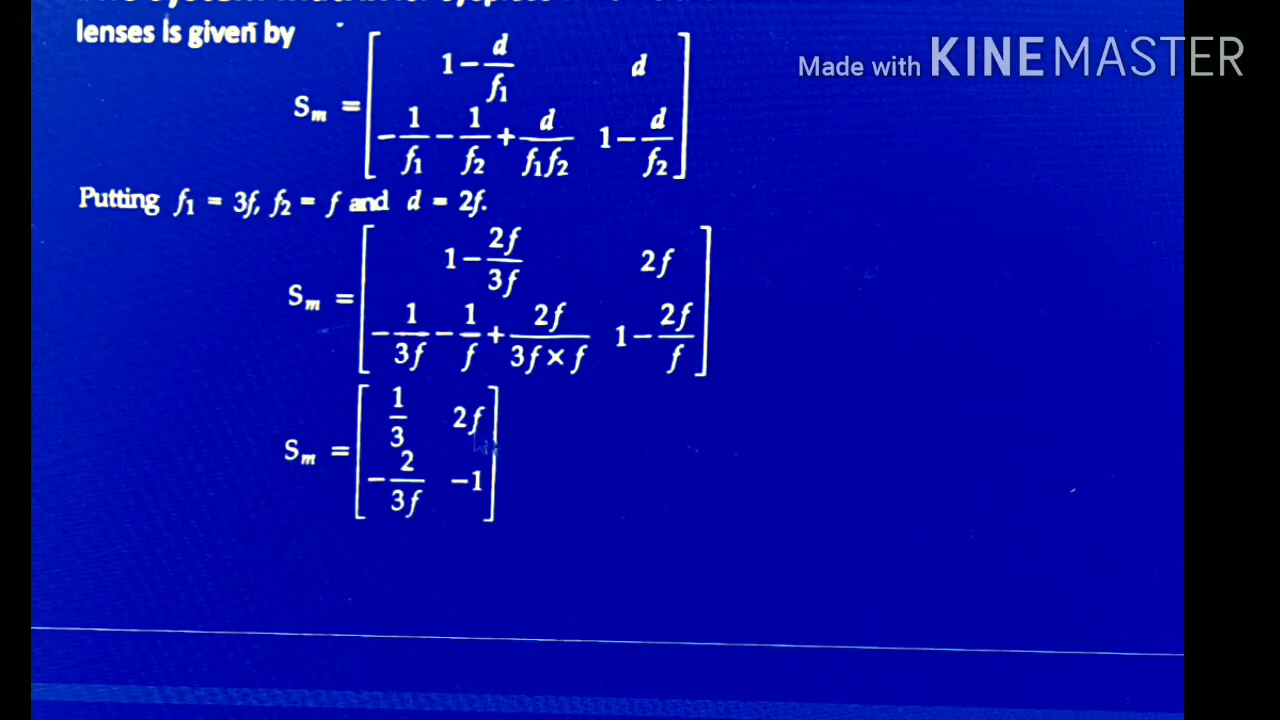 lenses is given by
Made with KINEMASTER
S_m = [ 1 - d/f₁   d ; -1/f₁ - 1/f₂ + d/(f₁f₂)   1 - d/f₂ ]
Putting f₁ = 3f, f₂ = f and d = 2f.
S_m = [ 1 - 2f/3f   2f ; -1/3f - 1/f + 2f/(3f × f)   1 - 2f/f ]
S_m = [ 1/3   2f ; -2/3f   -1 ]